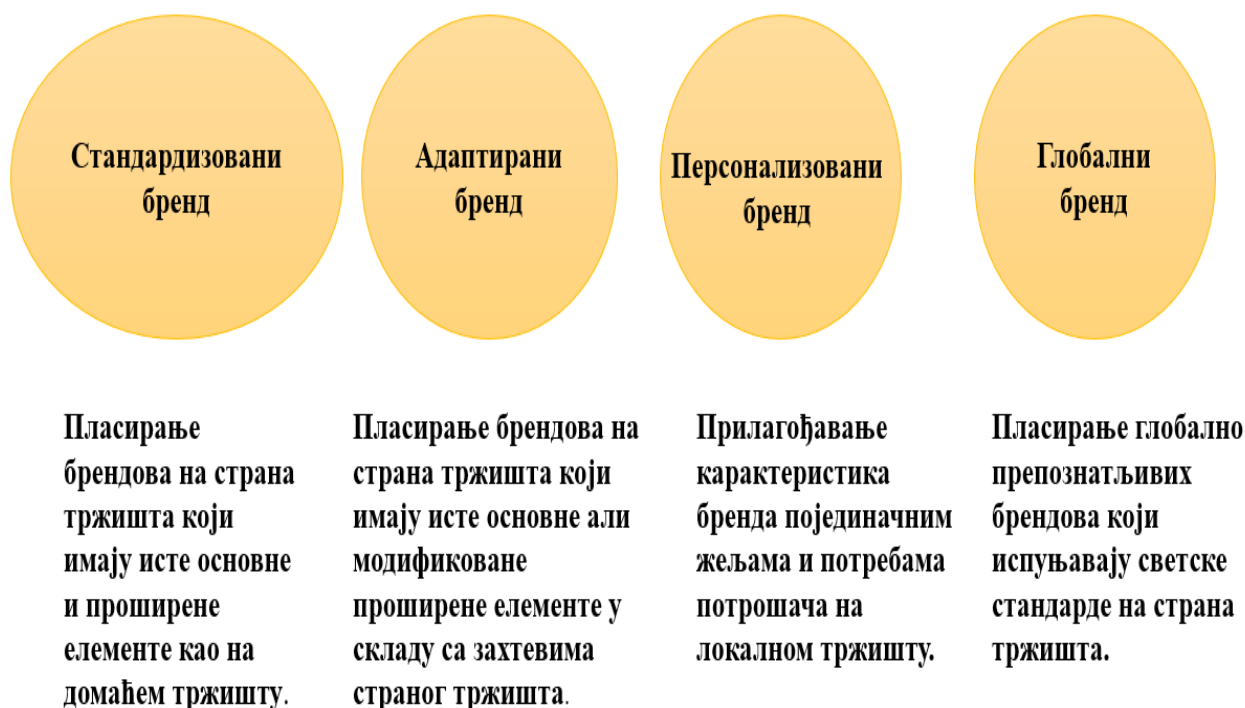 Стандардизовани
бренд
Адаптирани
бренд
Персонализовани
бренд
Глобални
бренд
Пласирање
брендова на страна
тржишта који
имају исте основне
и проширене
елементе као на
домаћем тржишту.
Пласирање брендова на
страна тржишта који
имају исте основне али
модификоване
проширене елементе у
складу са захтевима
страног тржишта.
Прилагођавање
карактеристика
бренда појединачним
жељама и потребама
потрошача на
локалном тржишту.
Пласирање глобално
препознатљивих
брендова који
испуњавају светске
стандарде на страна
тржишта.